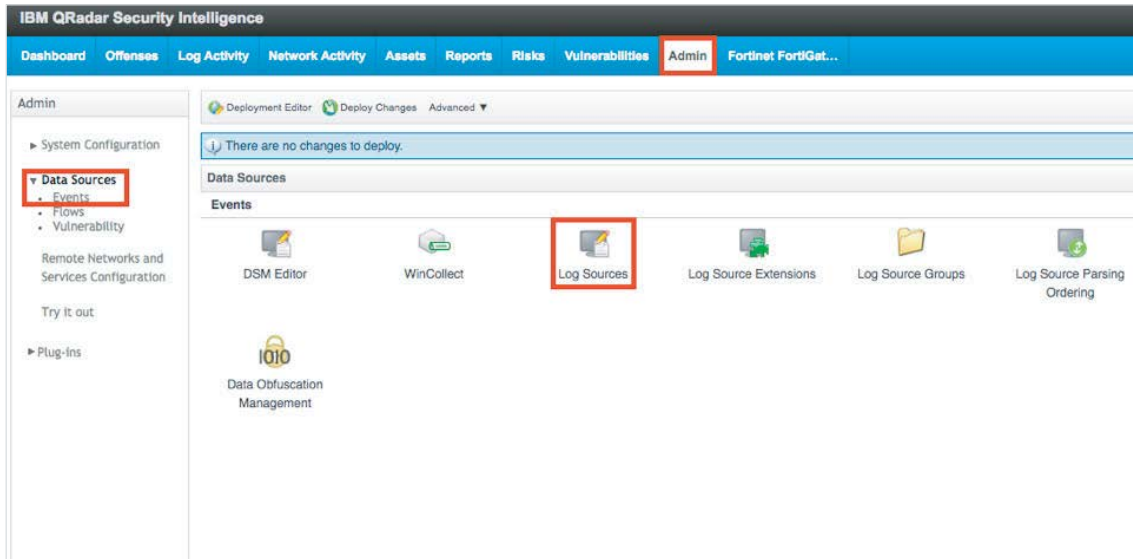 IBM QRadar Security Intelligence
Dashboard Offenses Log Activity Network Activity Assets Reports Risks Vulnerabilities Admin Fortinet FortiGat...
Admin
Deployment Editor Deploy Changes Advanced ▼
▶ System Configuration
i There are no changes to deploy.
▼ Data Sources
Data Sources
• Events
Events
• Flows
• Vulnerability
Remote Networks and
Services Configuration
DSM Editor WinCollect Log Sources Log Source Extensions Log Source Groups Log Source Parsing
Ordering
Try it out
▶ Plug-ins
1010
Data Obfuscation
Management